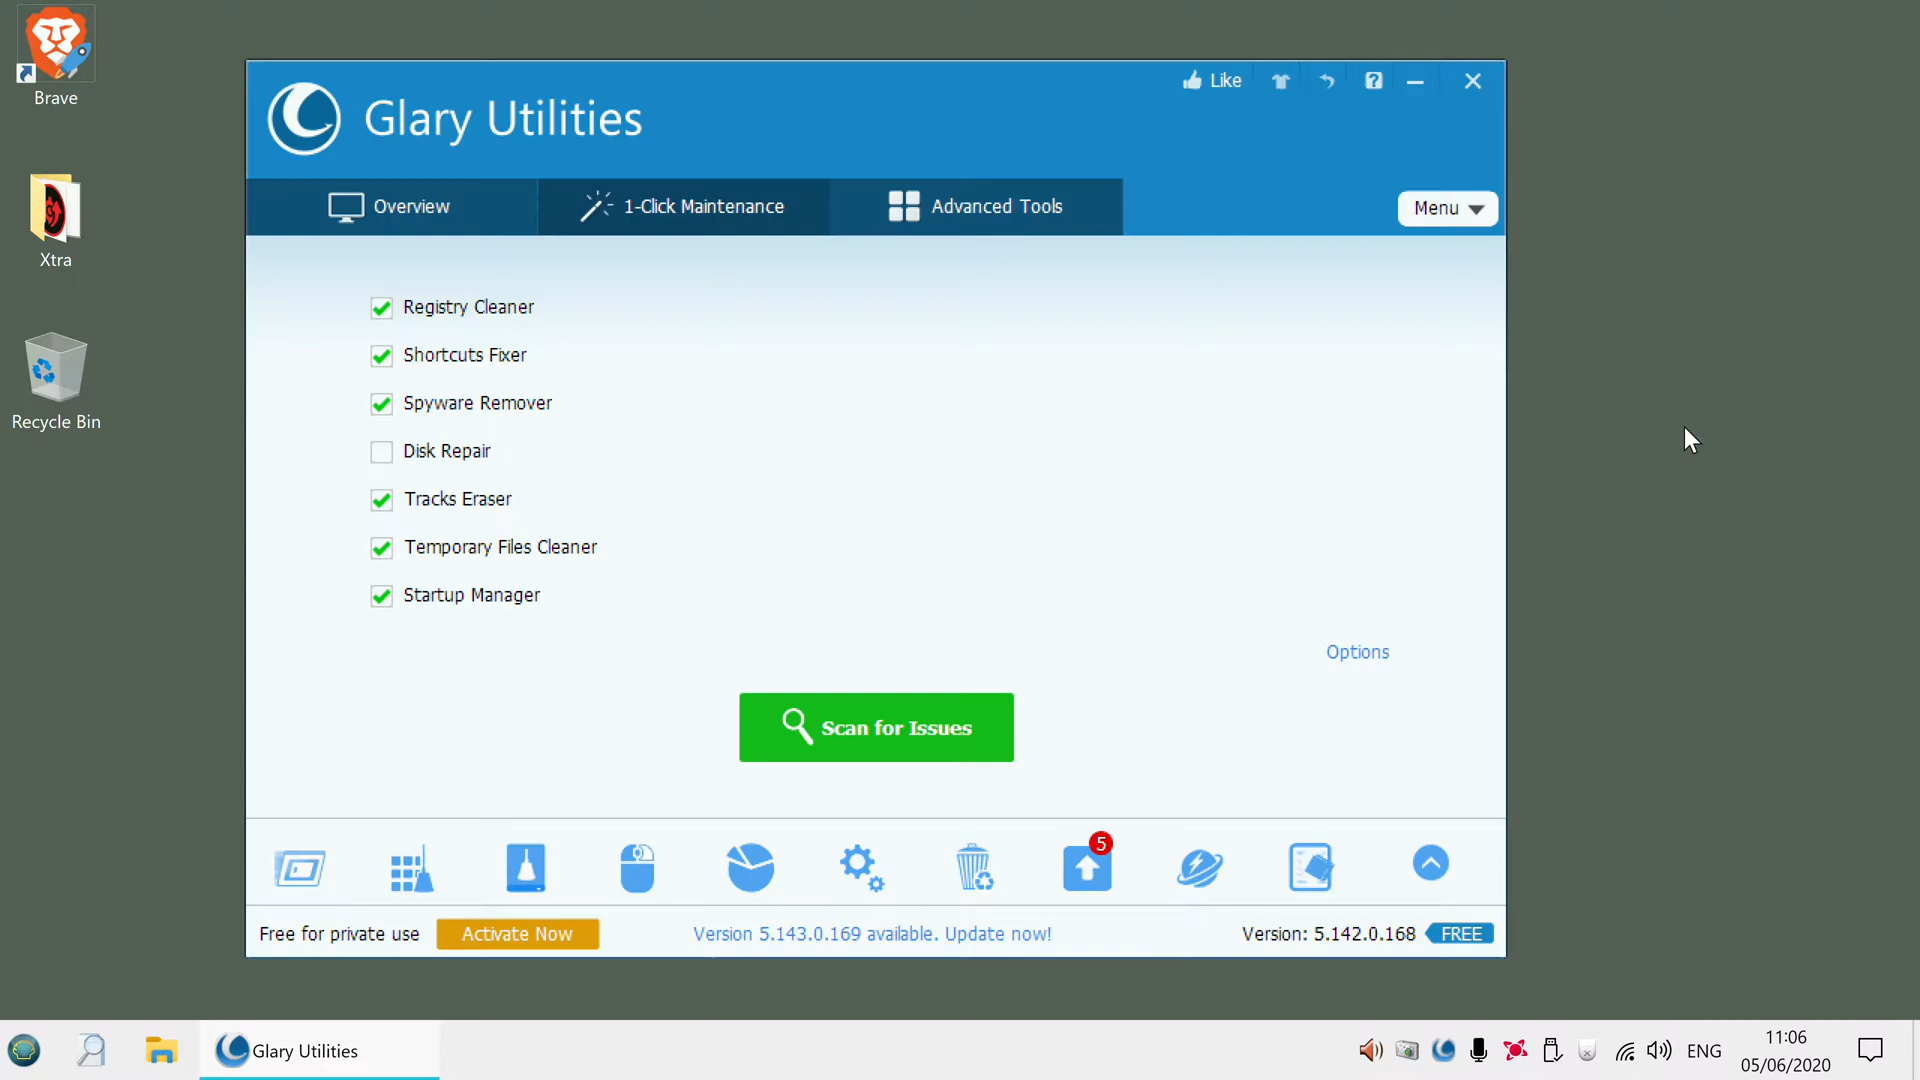 Brave
Xtra
Recycle Bin
Like
Glary Utilities
Overview
1-Click Maintenance
Advanced Tools
Menu
Registry Cleaner
Shortcuts Fixer
Spyware Remover
Disk Repair
Tracks Eraser
Temporary Files Cleaner
Startup Manager
Options
Scan for Issues
5
Free for private use
Activate Now
Version 5.143.0.169 available. Update now!
Version: 5.142.0.168
FREE
Glary Utilities
ENG
11:06
05/06/2020